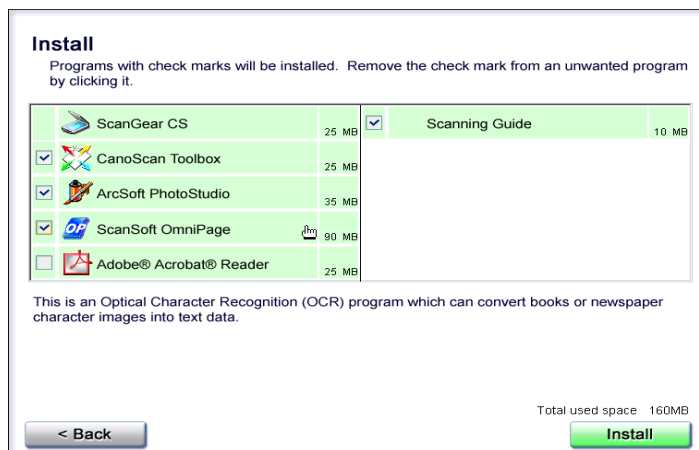 Install
Programs with check marks will be installed. Remove the check mark from an unwanted program
by clicking it.
ScanGear CS 25 MB
CanoScan Toolbox 25 MB
ArcSoft PhotoStudio 35 MB
OP ScanSoft OmniPage 90 MB
Adobe® Acrobat® Reader 25 MB
Scanning Guide 10 MB
This is an Optical Character Recognition (OCR) program which can convert books or newspaper
character images into text data.
Total used space 160MB
< Back
Install